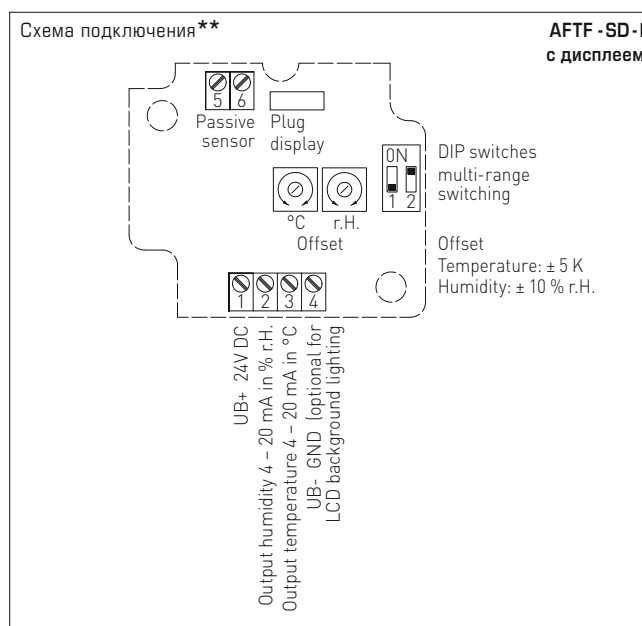 Схема подключения**
AFTF - SD - I
с дисплеем
5 6
Passive
sensor
Plug
display
ON
1 2
DIP switches
multi-range
switching
°C
r.H.
Offset
Offset
Temperature: ± 5 K
Humidity: ± 10 % r.H.
1 2 3 4
UB+ 24V DC
Output humidity 4 – 20 mA in % r.H.
Output temperature 4 – 20 mA in °C
UB- GND (optional for
LCD background lighting